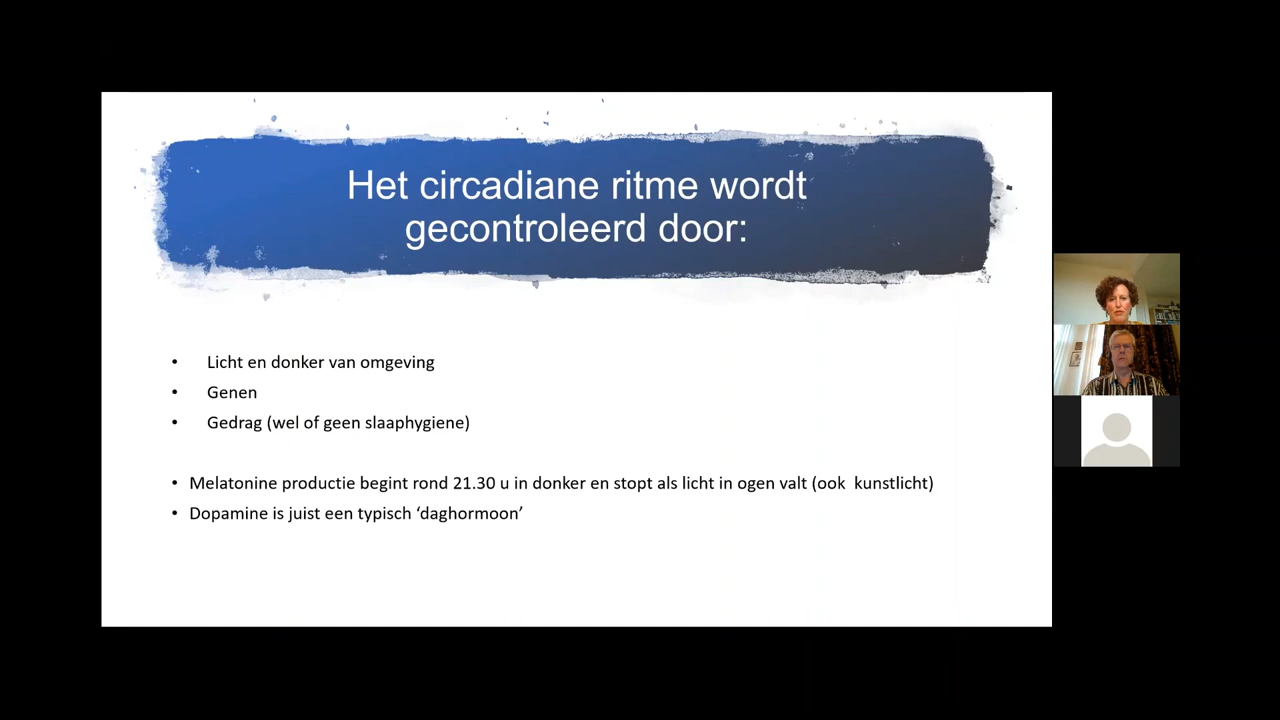 Het circadiane ritme wordt
gecontroleerd door:
• Licht en donker van omgeving
• Genen
• Gedrag (wel of geen slaaphygiene)
• Melatonine productie begint rond 21.30 u in donker en stopt als licht in ogen valt (ook  kunstlicht)
• Dopamine is juist een typisch ‘daghormoon’